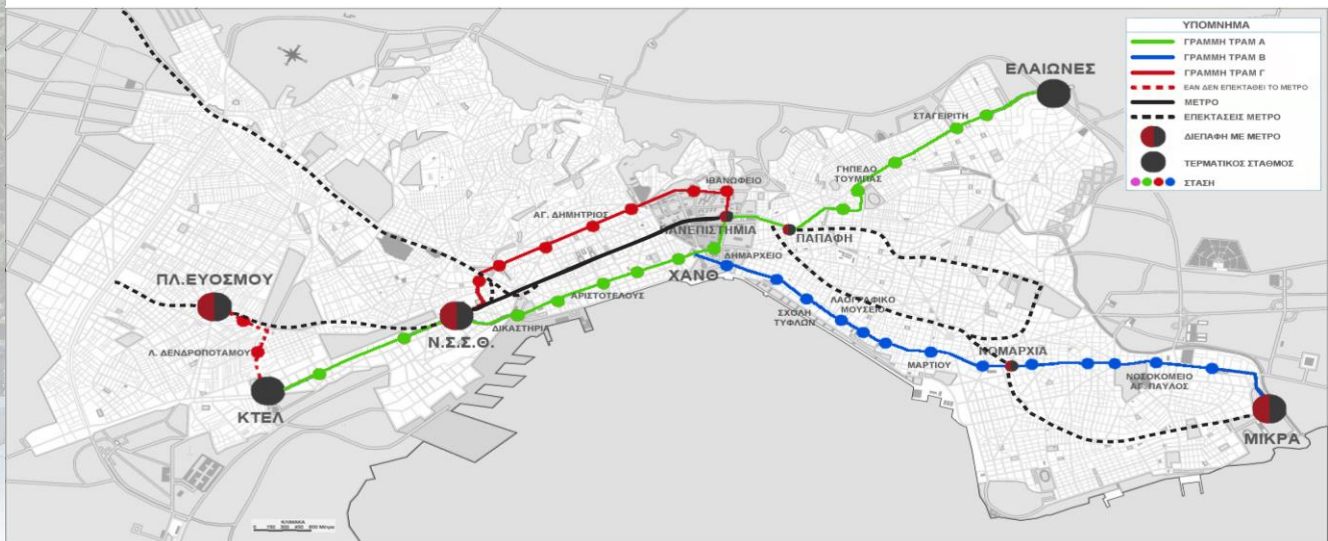 ΥΠΟΜΝΗΜΑ
ΓΡΑΜΜΗ ΤΡΑΜ Α
ΓΡΑΜΜΗ ΤΡΑΜ Β
ΓΡΑΜΜΗ ΤΡΑΜ Γ
ΕΑΝ ΔΕΝ ΕΠΕΚΤΑΘΕΙ ΤΟ ΜΕΤΡΟ
ΜΕΤΡΟ
ΕΠΕΚΤΑΣΕΙΣ ΜΕΤΡΟ
ΔΙΕΠΑΦΗ ΜΕ ΜΕΤΡΟ
ΤΕΡΜΑΤΙΚΟΣ ΣΤΑΘΜΟΣ
ΣΤΑΣΗ
ΕΛΑΙΩΝΕΣ
ΣΤΑΓΕΙΡΙΤΗ
ΓΗΠΕΔΟ
ΤΟΥΜΠΑΣ
ΙΒΑΝΩΦΕΙΟ
ΑΓ. ΔΗΜΗΤΡΙΟΣ
ΠΑΝΕΠΙΣΤΗΜΙΑ
ΠΑΠΑΦΗ
ΔΗΜΑΡΧΕΙΟ
ΧΑΝΘ
ΠΛ.ΕΥΟΣΜΟΥ
ΑΡΙΣΤΟΤΕΛΟΥΣ
ΛΑΟΓΡΑΦΙΚΟ
ΜΟΥΣΕΙΟ
ΣΧΟΛΗ
ΤΥΦΛΩΝ
ΔΙΚΑΣΤΗΡΙΑ
Ν.Σ.Σ.Θ.
Λ. ΔΕΝΔΡΟΠΟΤΑΜΟΥ
ΝΟΜΑΡΧΙΑ
ΜΑΡΤΙΟΥ
ΝΟΣΟΚΟΜΕΙΟ
ΑΓ. ΠΑΥΛΟΣ
ΚΤΕΛ
ΜΙΚΡΑ
ΚΛΙΜΑΚΑ